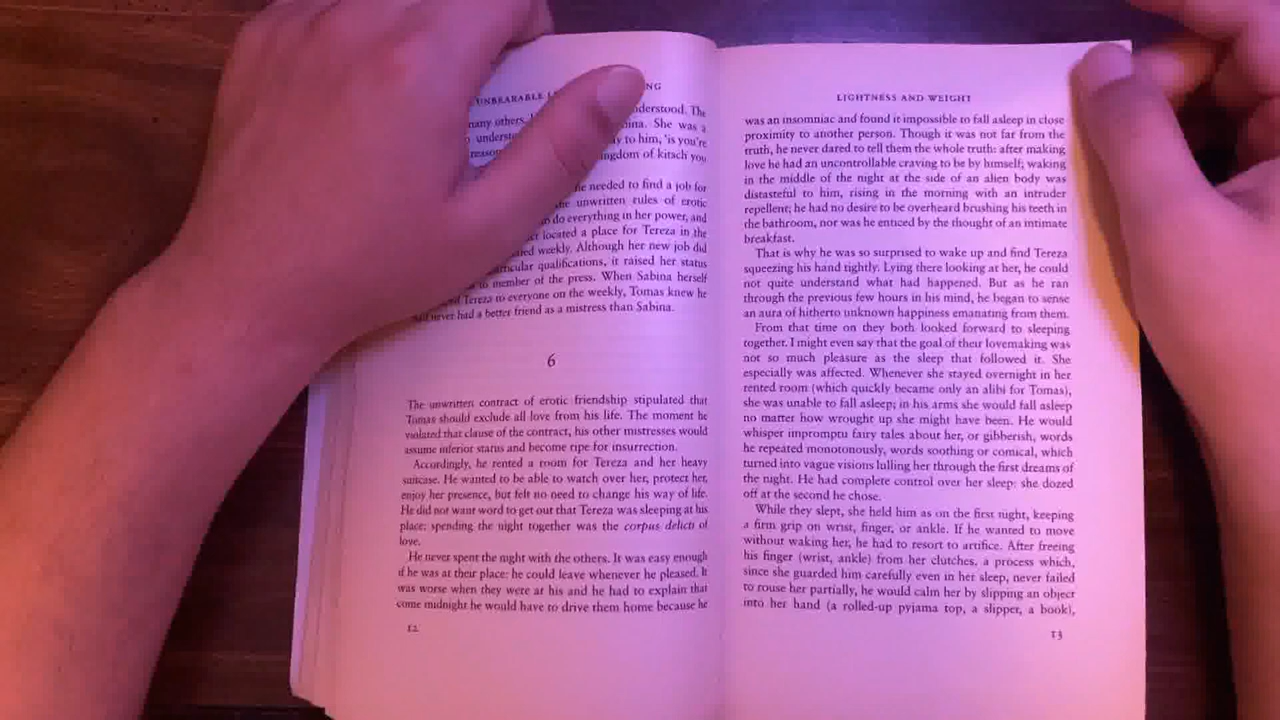 UNBEARABLE
NG
many others,
derstood. The
underst
ina. She was a
reason
y to him, 'is you're
ngdom of kitsch you
he needed to find a job for
he unwritten rules of erotic
do everything in her power, and
located a place for Tereza in the
weekly. Although her new job did
qualifications, it raised her status
to member of the press. When Sabina herself
Tereza to everyone on the weekly, Tomas knew he
never had a better friend as a mistress than Sabina.
6
The unwritten contract of erotic friendship stipulated that
Tomas should exclude all love from his life. The moment he
violated that clause of the contract, his other mistresses would
assume inferior status and become ripe for insurrection.
Accordingly, he rented a room for Tereza and her heavy
suitcase. He wanted to be able to watch over her, protect her,
enjoy her presence, but felt no need to change his way of life.
He did not want word to get out that Tereza was sleeping at his
place: spending the night together was the corpus delicti of
love.
He never spent the night with the others. It was easy enough
if he was at their place: he could leave whenever he pleased. It
was worse when they were at his and he had to explain that
come midnight he would have to drive them home because he
12
LIGHTNESS AND WEIGHT
was an insomniac and found it impossible to fall asleep in close
proximity to another person. Though it was not far from the
truth, he never dared to tell them the whole truth: after making
love he had an uncontrollable craving to be by himself; waking
in the middle of the night at the side of an alien body was
distasteful to him, rising in the morning with an intruder
repellent; he had no desire to be overheard brushing his teeth in
the bathroom, nor was he enticed by the thought of an intimate
breakfast.
That is why he was so surprised to wake up and find Tereza
squeezing his hand tightly. Lying there looking at her, he could
not quite understand what had happened. But as he ran
through the previous few hours in his mind, he began to sense
an aura of hitherto unknown happiness emanating from them.
From that time on they both looked forward to sleeping
together. I might even say that the goal of their lovemaking was
not so much pleasure as the sleep that followed it. She
especially was affected. Whenever she stayed overnight in her
rented room (which quickly became only an alibi for Tomas),
she was unable to fall asleep; in his arms she would fall asleep
no matter how wrought up she might have been. He would
whisper impromptu fairy tales about her, or gibberish, words
he repeated monotonously, words soothing or comical, which
turned into vague visions lulling her through the first dreams of
the night. He had complete control over her sleep: she dozed
off at the second he chose.
While they slept, she held him as on the first night, keeping
a firm grip on wrist, finger, or ankle. If he wanted to move
without waking her, he had to resort to artifice. After freeing
his finger (wrist, ankle) from her clutches, a process which,
since she guarded him carefully even in her sleep, never failed
to rouse her partially, he would calm her by slipping an object
into her hand (a rolled-up pyjama top, a slipper, a book),
13